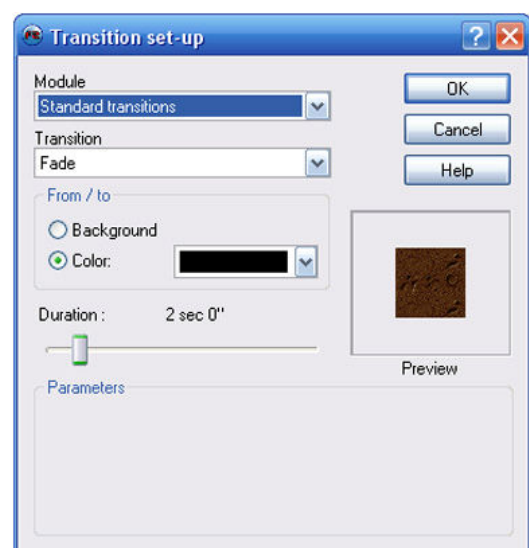 Transition set-up
Module
Standard transitions
OK
Cancel
Help
Transition
Fade
From / to
Background
Color:
Duration : 2 sec 0''
Preview
Parameters